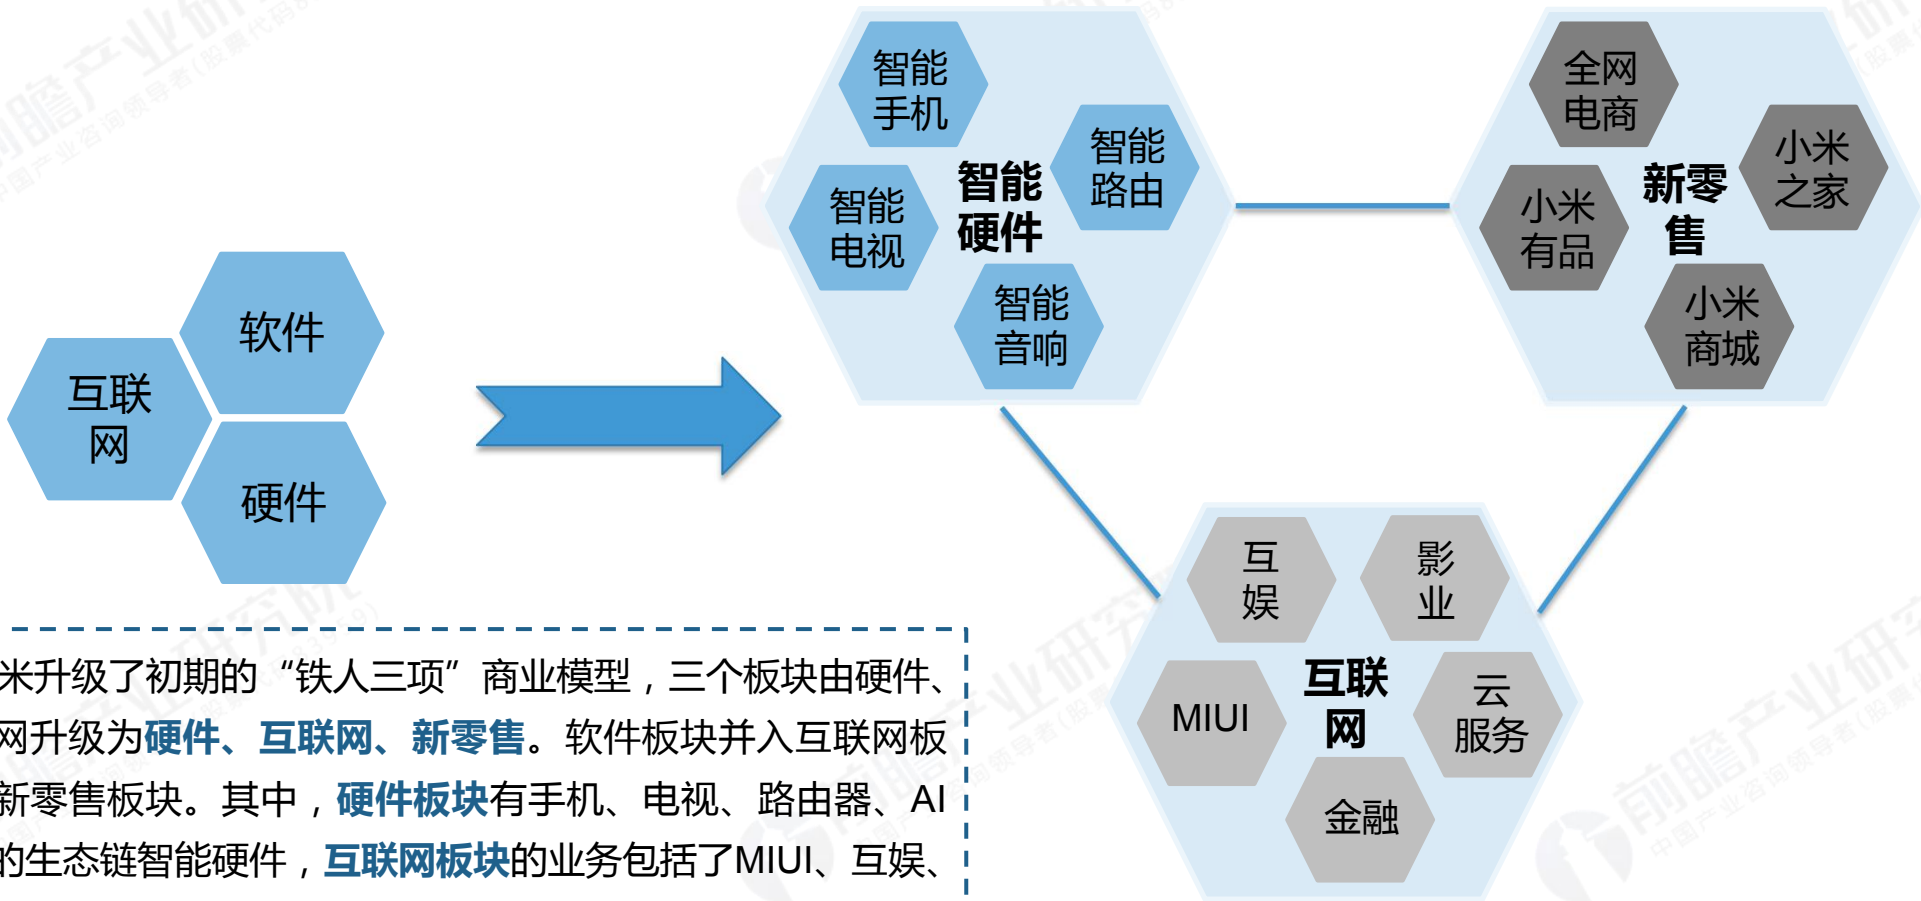 软件
互联
网
硬件
智能
手机
智能
路由
智能
电视
智能
硬件
智能
音响
全网
电商
小米
之家
小米
有品
新零
售
小米
商城
互
娱
影
业
MIUI
互联
网
云
服务
金融
米升级了初期的“铁人三项”商业模型，三个板块由硬件、
网升级为硬件、互联网、新零售。软件板块并入互联网板
新零售板块。其中，硬件板块有手机、电视、路由器、AI
的生态链智能硬件，互联网板块的业务包括了MIUI、互娱、